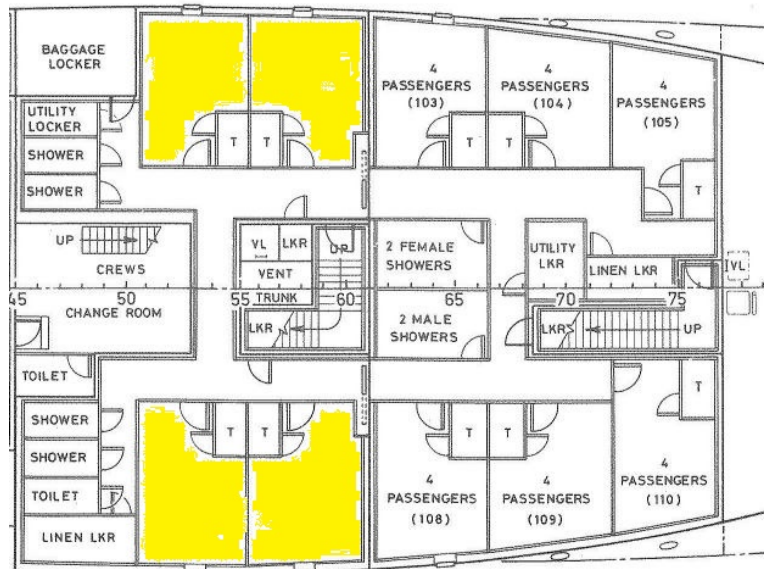 BAGGAGE
LOCKER
4
PASSENGERS
(103)
4
PASSENGERS
(104)
4
PASSENGERS
(105)
UTILITY
LOCKER
SHOWER
SHOWER
T
T
T
T
T
UP
CREWS
CHANGE ROOM
VL
LKR
UP
VENT
TRUNK
LKR
2 FEMALE
SHOWERS
2 MALE
SHOWERS
UTILITY
LKR
LINEN LKR
VL
45
50
55
60
65
70
75
LKRS
UP
TOILET
SHOWER
SHOWER
TOILET
LINEN LKR
T
T
T
T
T
4
PASSENGERS
(108)
4
PASSENGERS
(109)
4
PASSENGERS
(110)